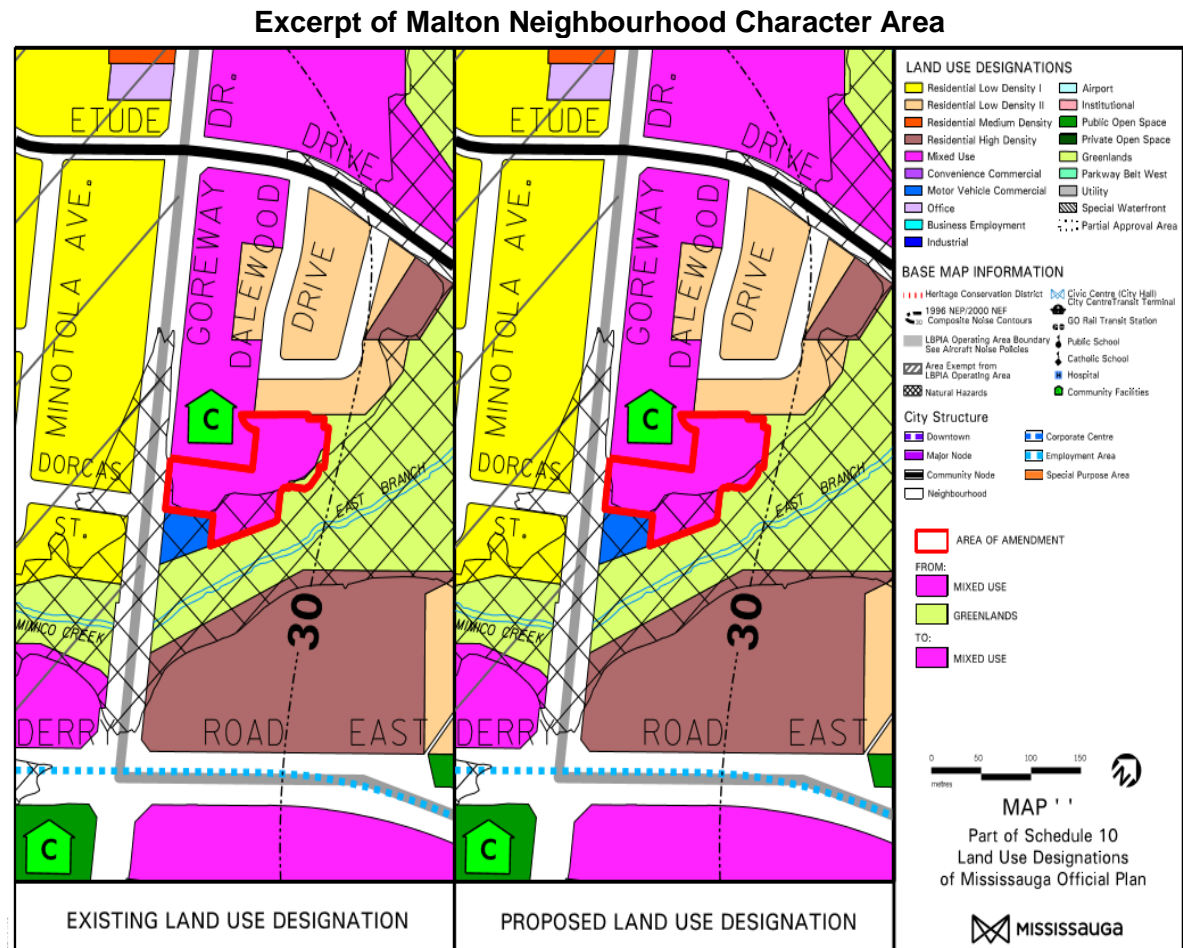 Excerpt of Malton Neighbourhood Character Area
ETUDE
DR.
DRIVE
MINOTOLA AVE.
GOREWAY
DALEWOOD
DRIVE
C
DORCAS
ST.
EAST BRANCH
MIMICO CREEK
30
DERRY ROAD EAST
C
EXISTING LAND USE DESIGNATION
ETUDE
DR.
DRIVE
MINOTOLA AVE.
GOREWAY
DALEWOOD
DRIVE
C
DORCAS
ST.
EAST BRANCH
MIMICO CREEK
30
DERRY ROAD EAST
C
PROPOSED LAND USE DESIGNATION
LAND USE DESIGNATIONS
Residential Low Density I
Residential Low Density II
Residential Medium Density
Residential High Density
Mixed Use
Convenience Commercial
Motor Vehicle Commercial
Office
Business Employment
Industrial
Airport
Institutional
Public Open Space
Private Open Space
Greenlands
Parkway Belt West
Utility
Special Waterfront
Partial Approval Area
BASE MAP INFORMATION
Heritage Conservation District
1996 NEP/2000 NEF
Composite Noise Contours
LBPIA Operating Area Boundary
See Aircraft Noise Policies
Area Exempt from
LBPIA Operating Area
Natural Hazards
Civic Centre (City Hall)
City Centre Transit Terminal
GO Rail Transit Station
Public School
Catholic School
H Hospital
Community Facilities
City Structure
Downtown
Major Node
Community Node
Neighbourhood
Corporate Centre
Employment Area
Special Purpose Area
AREA OF AMENDMENT
FROM:
MIXED USE
GREENLANDS
TO:
MIXED USE
0 50 100 150
metres
MAP ' '
Part of Schedule 10
Land Use Designations
of Mississauga Official Plan
MISSISSAUGA